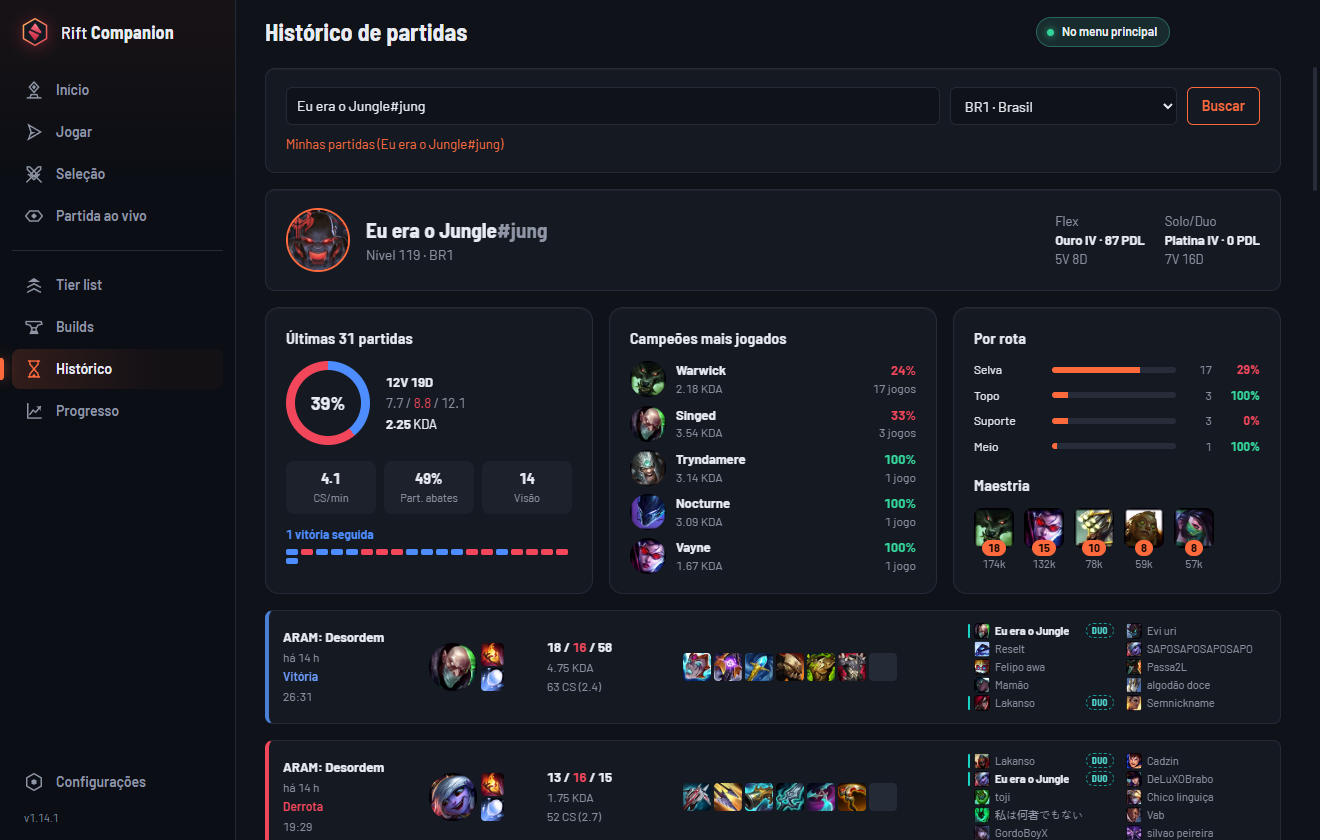 Rift Companion
Início
Jogar
Seleção
Partida ao vivo
Tier list
Builds
Histórico
Progresso
Configurações
v1.14.1
Histórico de partidas
No menu principal
Eu era o Jungle#jung
BR1 · Brasil
Buscar
Minhas partidas (Eu era o Jungle#jung)
Eu era o Jungle#jung
Nível 119 · BR1
Flex
Ouro IV · 87 PDL
5V 8D
Solo/Duo
Platina IV · 0 PDL
7V 16D
Últimas 31 partidas
39%
12V 19D
7.7 / 8.8 / 12.1
2.25 KDA
4.1
CS/min
49%
Part. abates
14
Visão
1 vitória seguida
Campeões mais jogados
Warwick 24%
2.18 KDA 17 jogos
Singed 33%
3.54 KDA 3 jogos
Tryndamere 100%
3.14 KDA 1 jogo
Nocturne 100%
3.09 KDA 1 jogo
Vayne 100%
1.67 KDA 1 jogo
Por rota
Selva 17 29%
Topo 3 100%
Suporte 3 0%
Meio 1 100%
Maestria
18 15 10 8 8
174k 132k 78k 59k 57k
ARAM: Desordem
há 14 h
Vitória
26:31
18 / 16 / 58
4.75 KDA
63 CS (2.4)
Eu era o Jungle DUO
Reselt
Felipo awa
Mamão
Lakanso DUO
Evi uri
SAPOSAPOSAPOSAPO
Passa2L
algodão doce
Semnickname
ARAM: Desordem
há 14 h
Derrota
19:29
13 / 16 / 15
1.75 KDA
52 CS (2.7)
Lakanso DUO
Eu era o Jungle DUO
toji
私は何者でもない
GordoBoyX
Cadzin
DeLuXOBrabo
Chico linguiça
Vab
silvao peireira